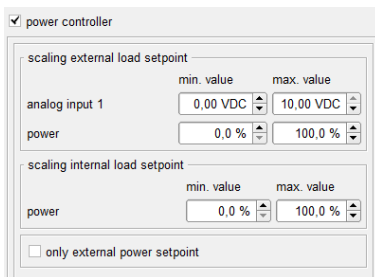 power controller
scaling external load setpoint
min. value max. value
analog input 1 0,00 VDC 10,00 VDC
power 0,0 % 100,0 %
scaling internal load setpoint
min. value max. value
power 0,0 % 100,0 %
only external power setpoint